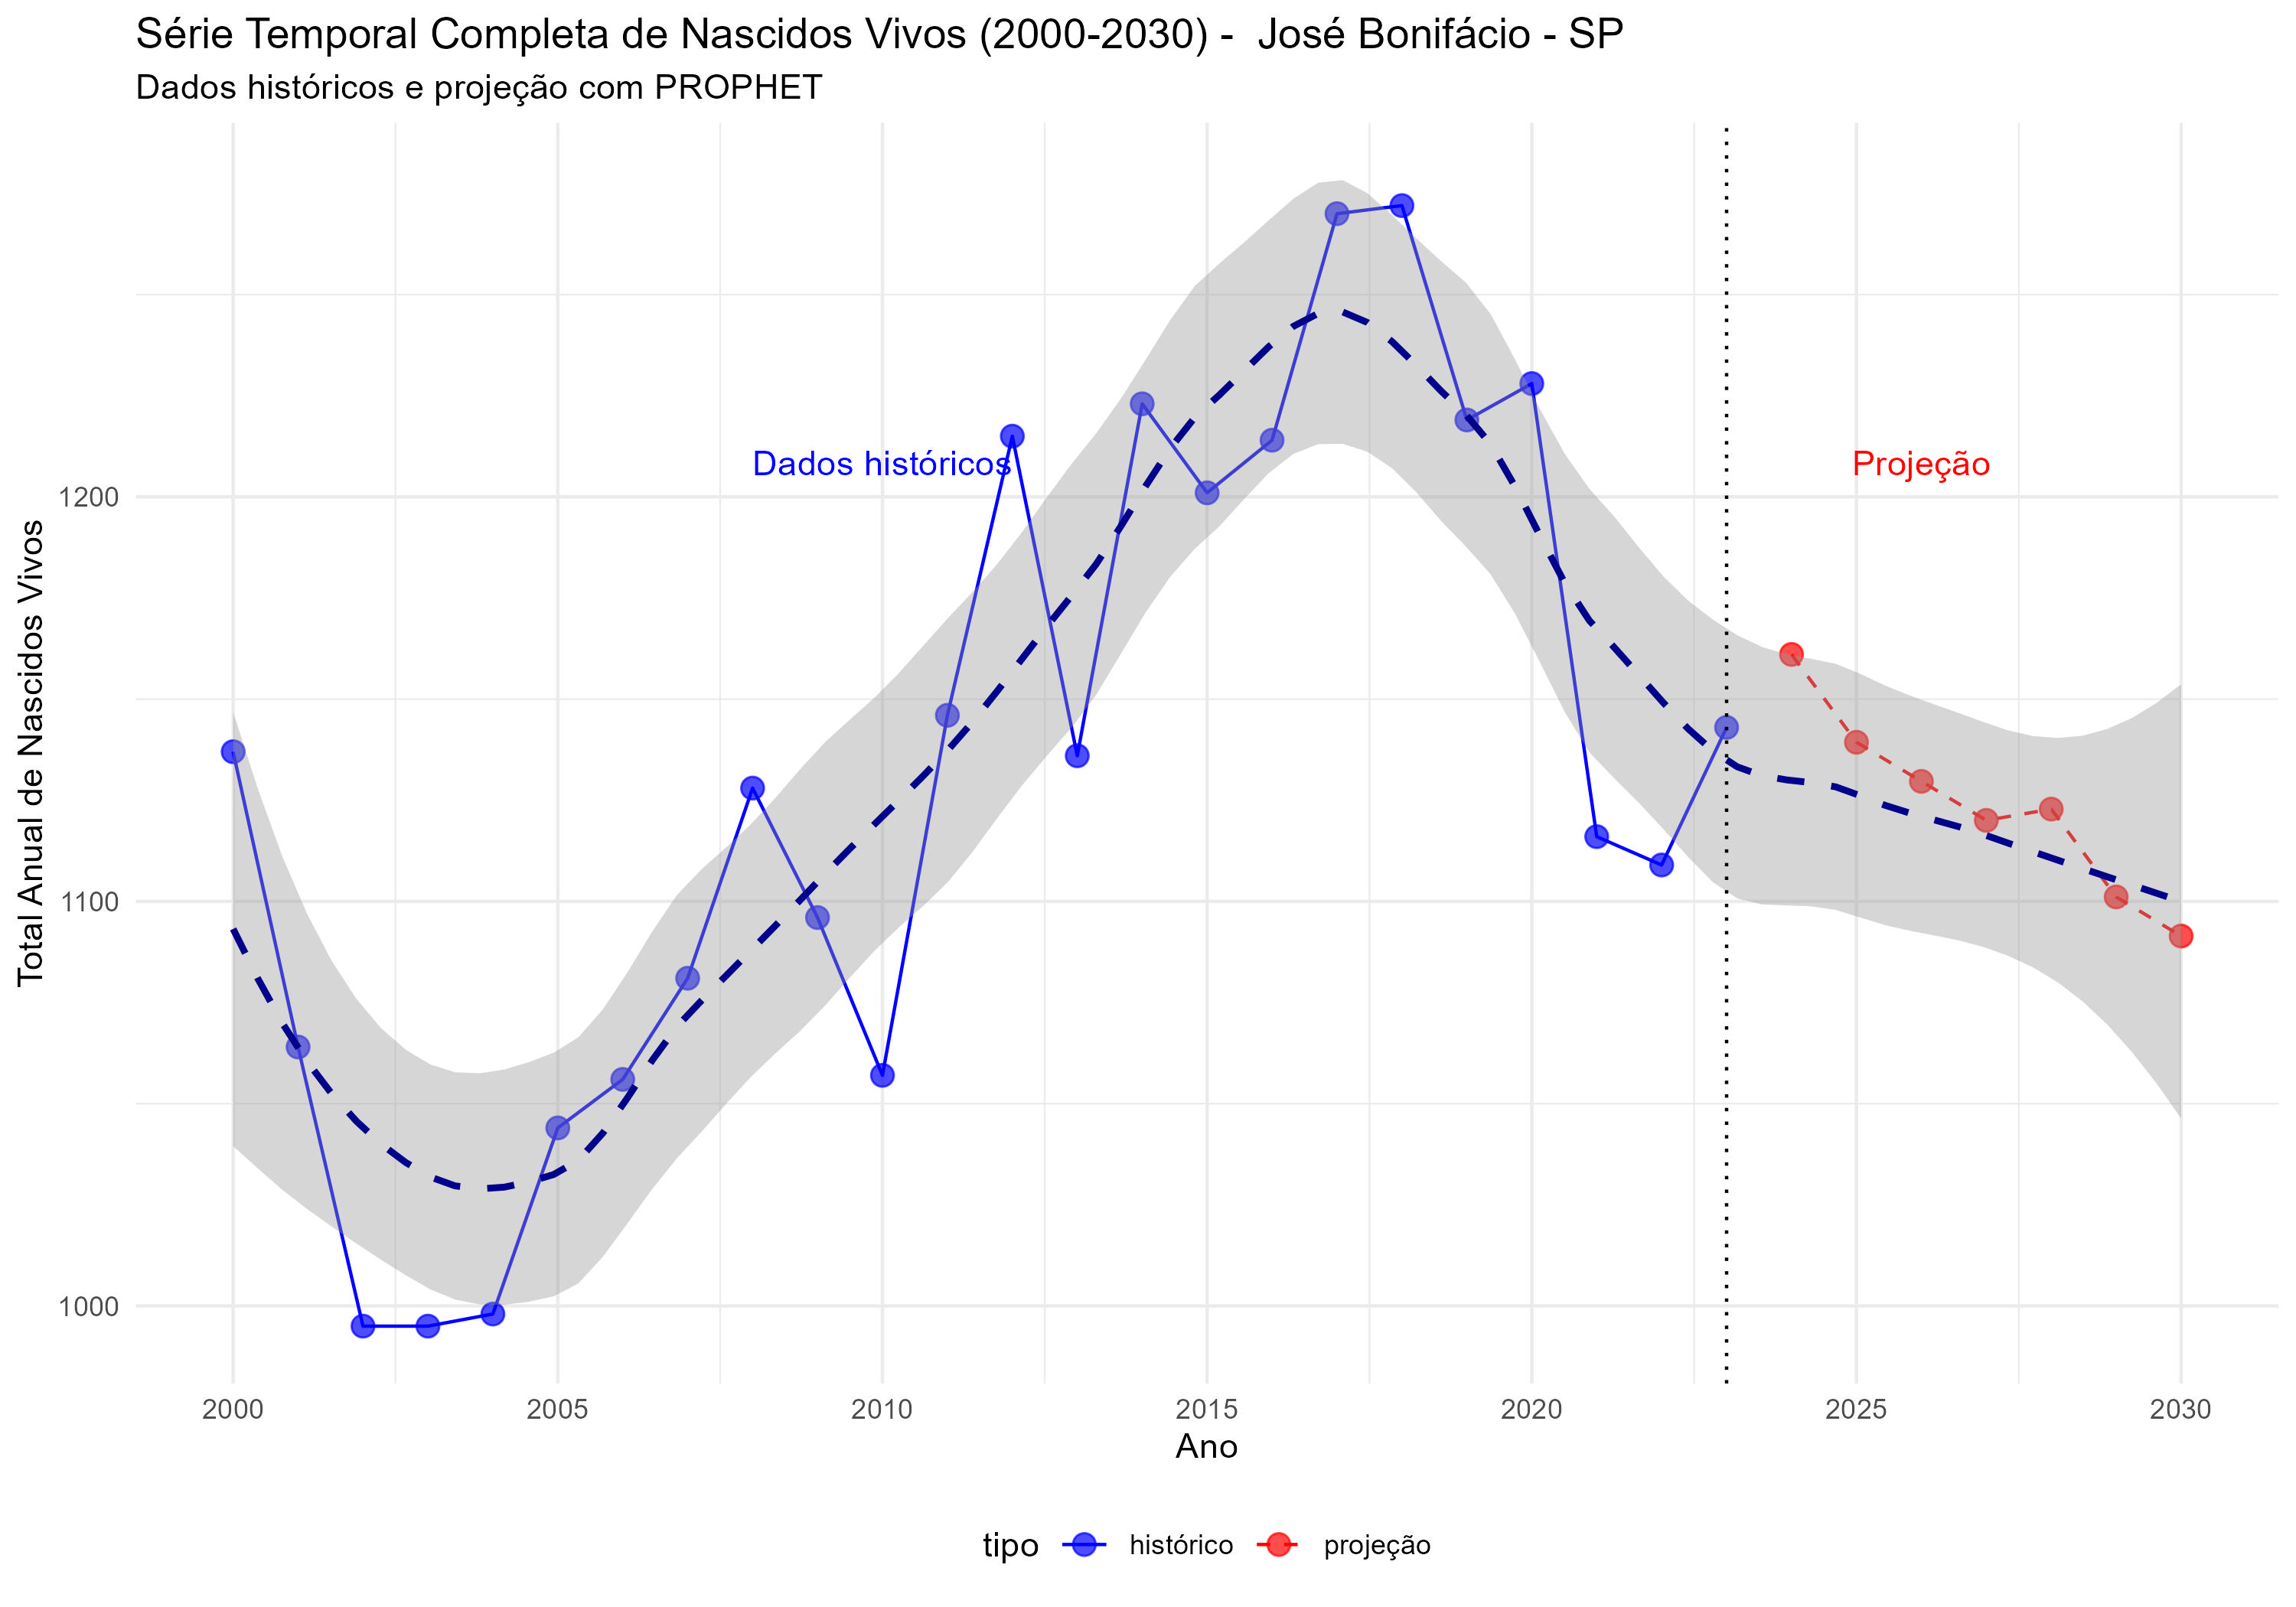 Série Temporal Completa de Nascidos Vivos (2000-2030) -  José Bonifácio - SP
Dados históricos e projeção com PROPHET
Total Anual de Nascidos Vivos
1200
1100
1000
Dados históricos
Projeção
2000 2005 2010 2015 2020 2025 2030
Ano
tipo histórico projeção